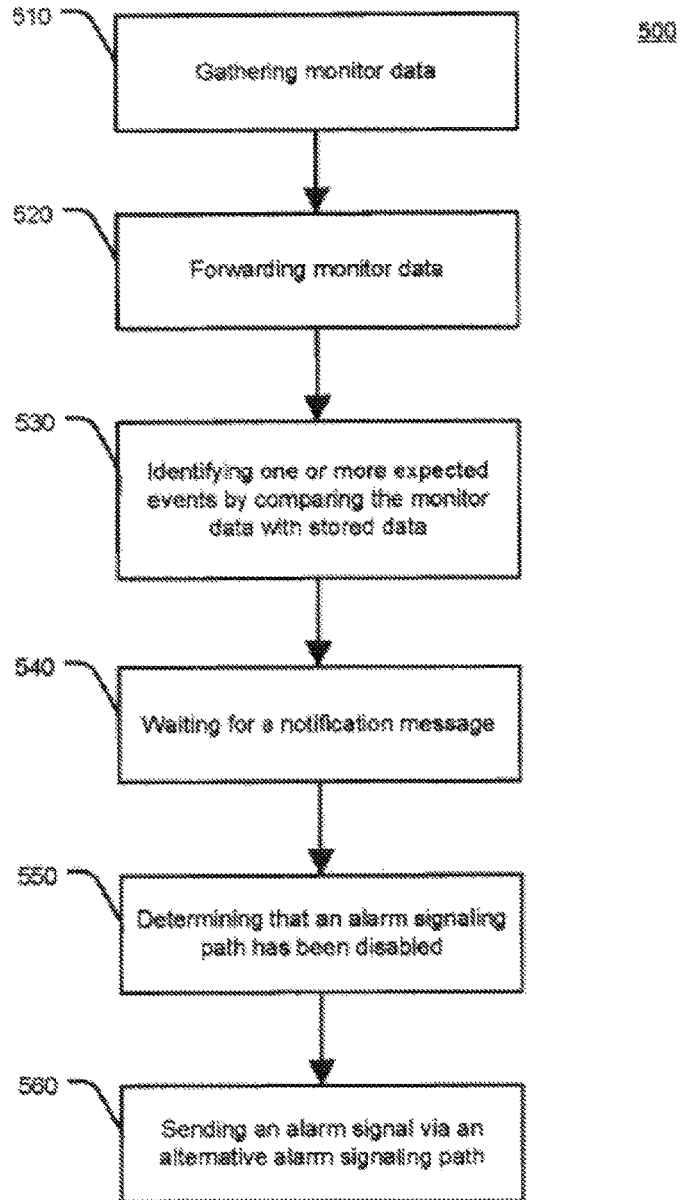 510
500
Gathering monitor data
520
Forwarding monitor data
530
Identifying one or more expected
events by comparing the monitor
data with stored data
540
Waiting for a notification message
550
Determining that an alarm signaling
path has been disabled
560
Sending an alarm signal via an
alternative alarm signaling path